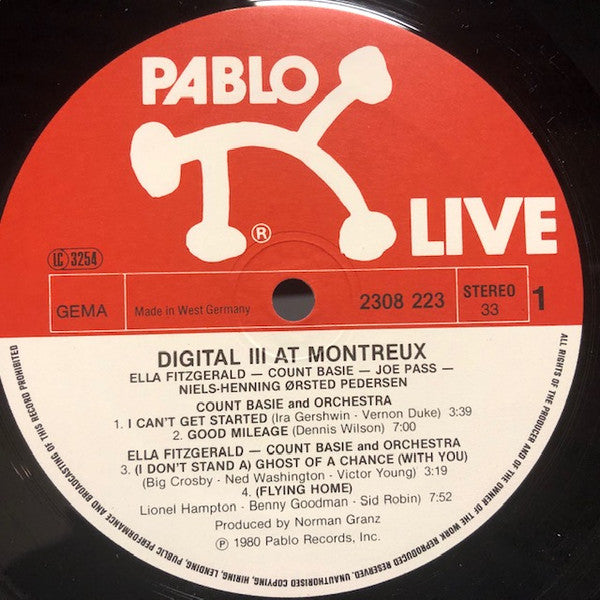 PABLO
LIVE
®
LC 3254
GEMA
Made in West Germany
2308 223
STEREO
33
1
DIGITAL III AT MONTREUX
ELLA FITZGERALD — COUNT BASIE — JOE PASS —
NIELS-HENNING ØRSTED PEDERSEN
COUNT BASIE and ORCHESTRA
1. I CAN'T GET STARTED (Ira Gershwin · Vernon Duke) 3:39
2. GOOD MILEAGE (Dennis Wilson) 7:00
ELLA FITZGERALD — COUNT BASIE and ORCHESTRA
3. (I DON'T STAND A) GHOST OF A CHANCE (WITH YOU)
(Big Crosby · Ned Washington · Victor Young) 3:19
4. (FLYING HOME)
Lionel Hampton · Benny Goodman · Sid Robin) 7:52
Produced by Norman Granz
℗ 1980 Pablo Records, Inc.
ALL RIGHTS OF THE PRODUCER AND OF THE OWNER OF THE WORK REPRODUCED RESERVED. UNAUTHORISED COPYING, HIRING, LENDING, PUBLIC PERFORMANCE AND BROADCASTING OF THIS RECORD PROHIBITED